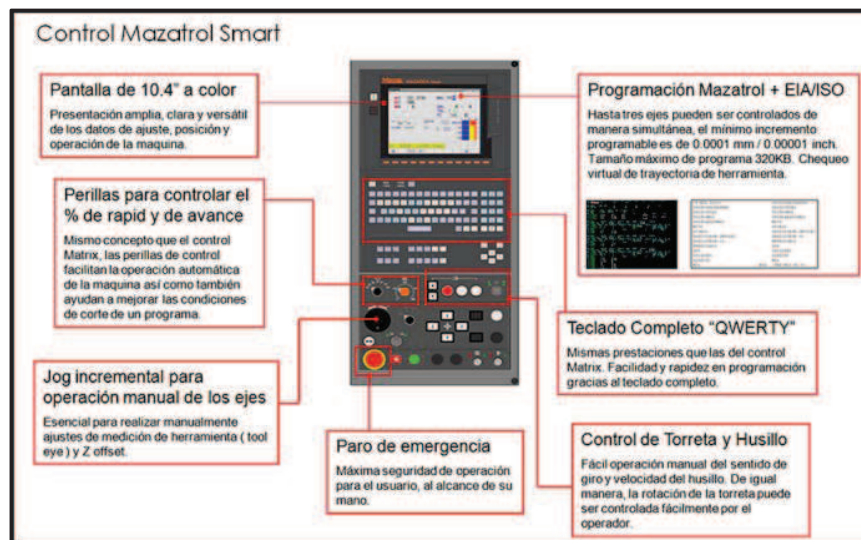 Control Mazatrol Smart
Pantalla de 10.4" a color
Presentación amplia, clara y versátil
de los datos de ajuste, posición y
operación de la maquina.
Perillas para controlar el
% de rapid y de avance
Mismo concepto que el control
Matrix, las perillas de control
facilitan la operación automática
de la maquina así como también
ayudan a mejorar las condiciones
de corte de un programa.
Jog incremental para
operación manual de los ejes
Esencial para realizar manualmente
ajustes de medición de herramienta ( tool
eye ) y Z offset.
Paro de emergencia
Máxima seguridad de operación
para el usuario, al alcance de su
mano.
Programación Mazatrol + EIA/ISO
Hasta tres ejes pueden ser controlados de
manera simultánea, el mínimo incremento
programable es de 0.0001 mm / 0.00001 inch.
Tamaño máximo de programa 320KB. Chequeo
virtual de trayectoria de herramienta.
Teclado Completo "QWERTY"
Mismas prestaciones que las del control
Matrix. Facilidad y rapidez en programación
gracias al teclado completo.
Control de Torreta y Husillo
Fácil operación manual del sentido de
giro y velocidad del husillo. De igual
manera, la rotación de la torreta puede
ser controlada fácilmente por el
operador.